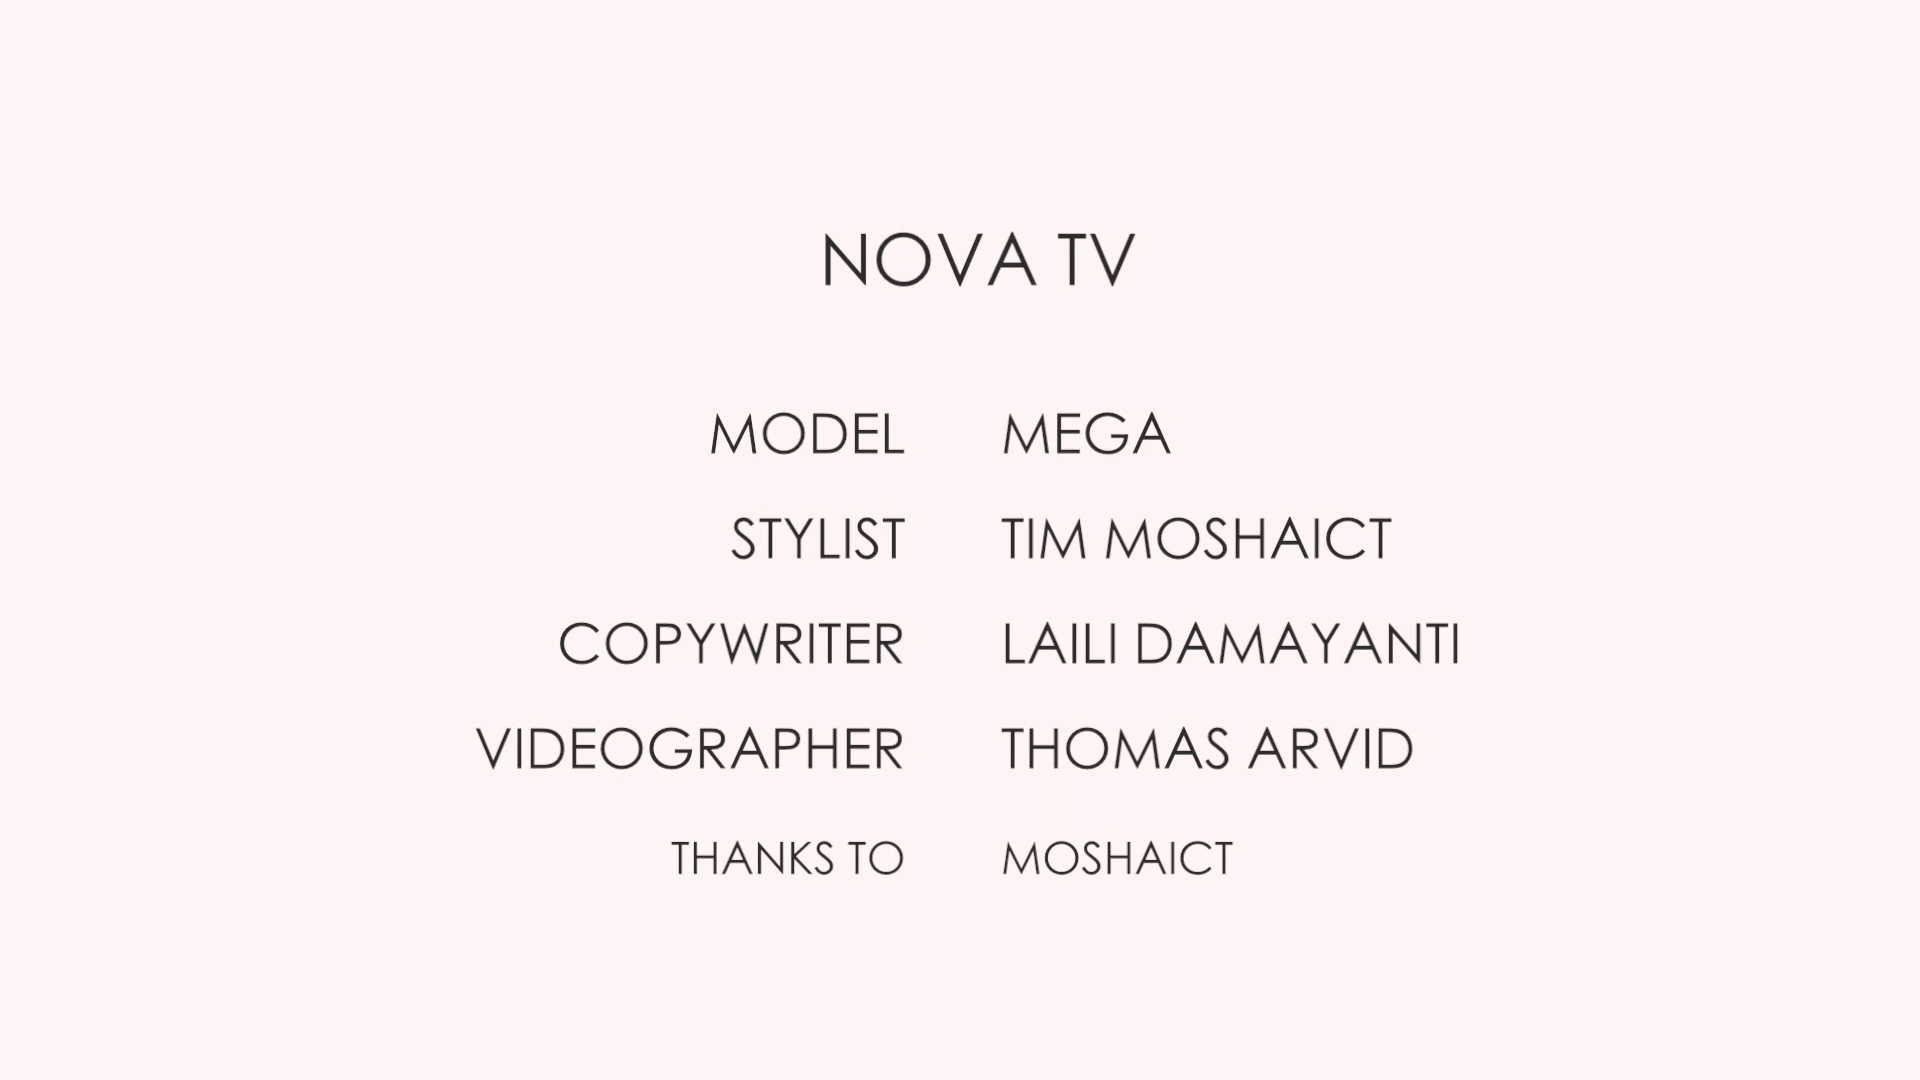 NOVA TV
MODEL MEGA
STYLIST TIM MOSHAICT
COPYWRITER LAILI DAMAYANTI
VIDEOGRAPHER THOMAS ARVID
THANKS TO MOSHAICT